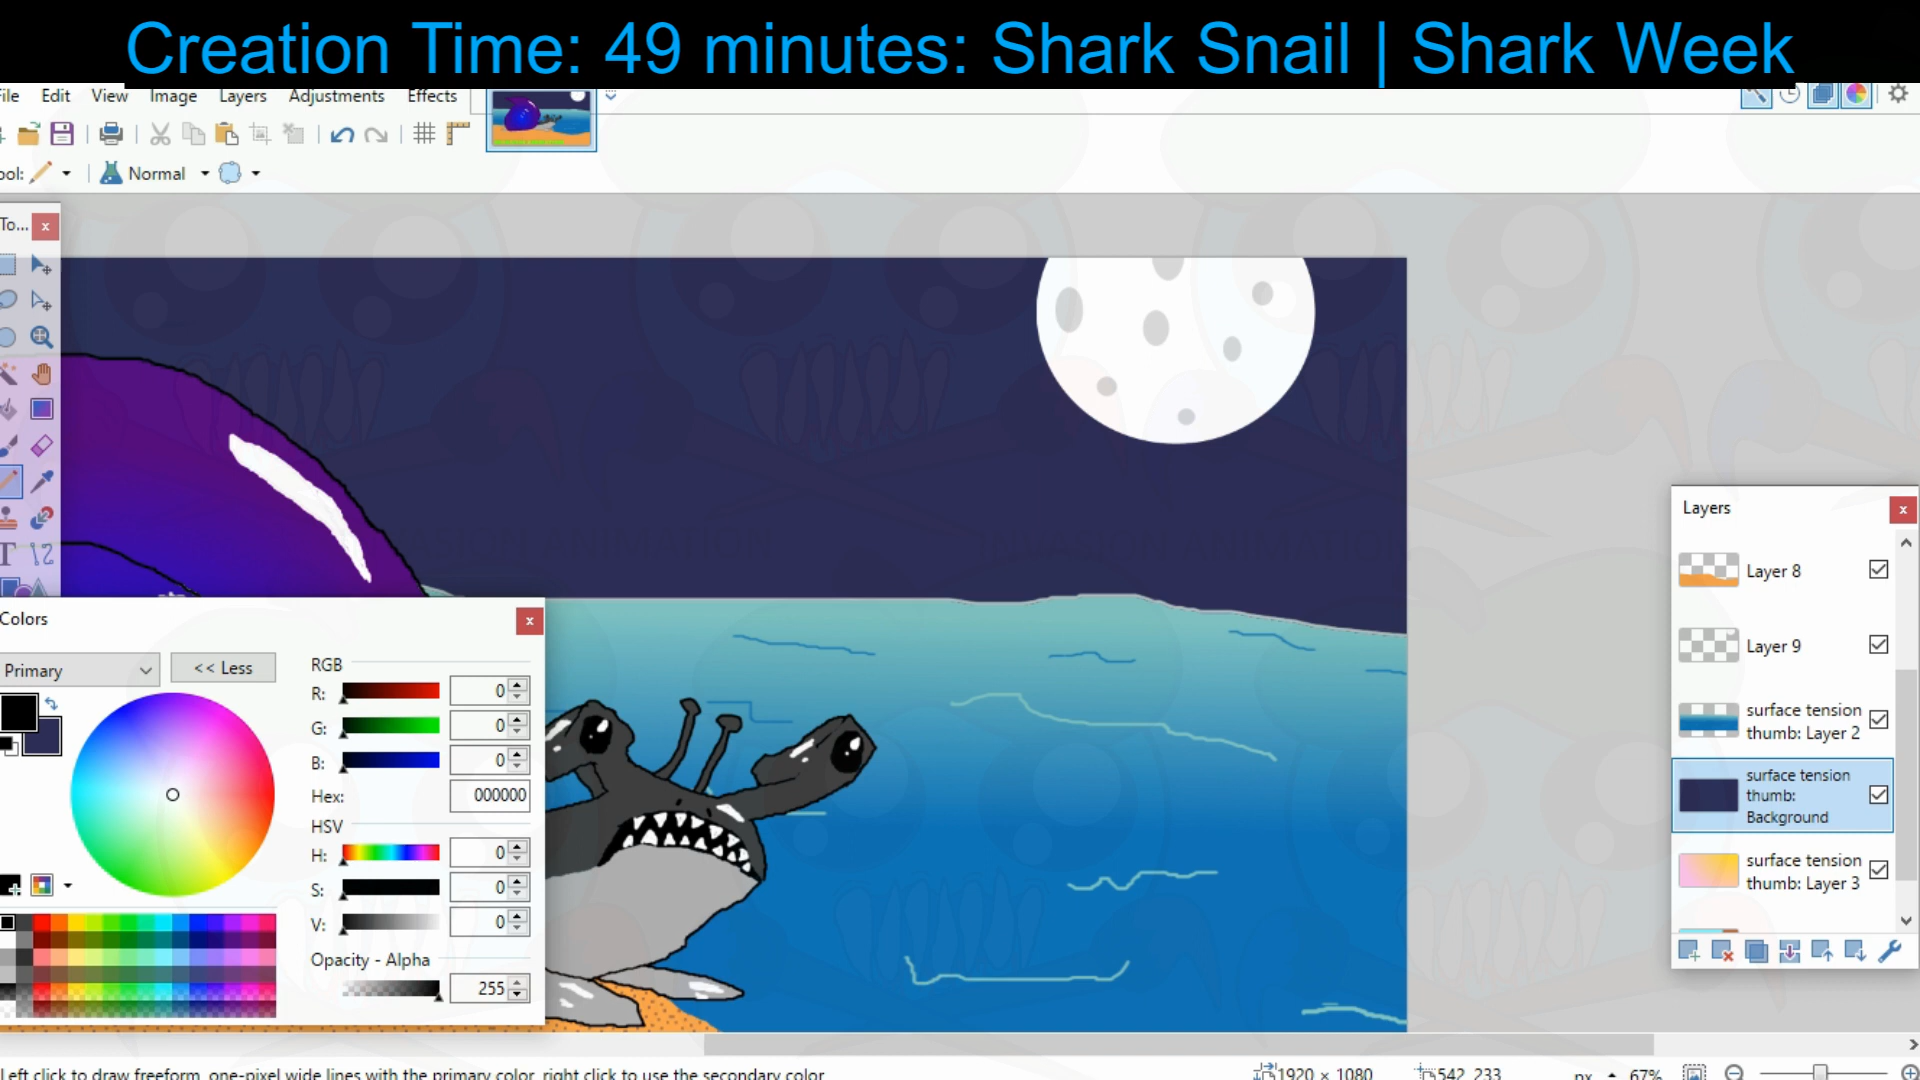 Creation Time: 49 minutes: Shark Snail | Shark Week
File Edit View Image Layers Adjustments Effects
ool: Normal
To...
Colors
Primary
<< Less
RGB
R: 0
G: 0
B: 0
Hex: 000000
HSV
H: 0
S: 0
V: 0
Opacity - Alpha
255
Layers
Layer 8
Layer 9
surface tension
thumb: Layer 2
surface tension
thumb:
Background
surface tension
thumb: Layer 3
Left click to draw freeform, one-pixel wide lines with the primary color, right click to use the secondary color
1920 × 1080 542, 233 px 67%